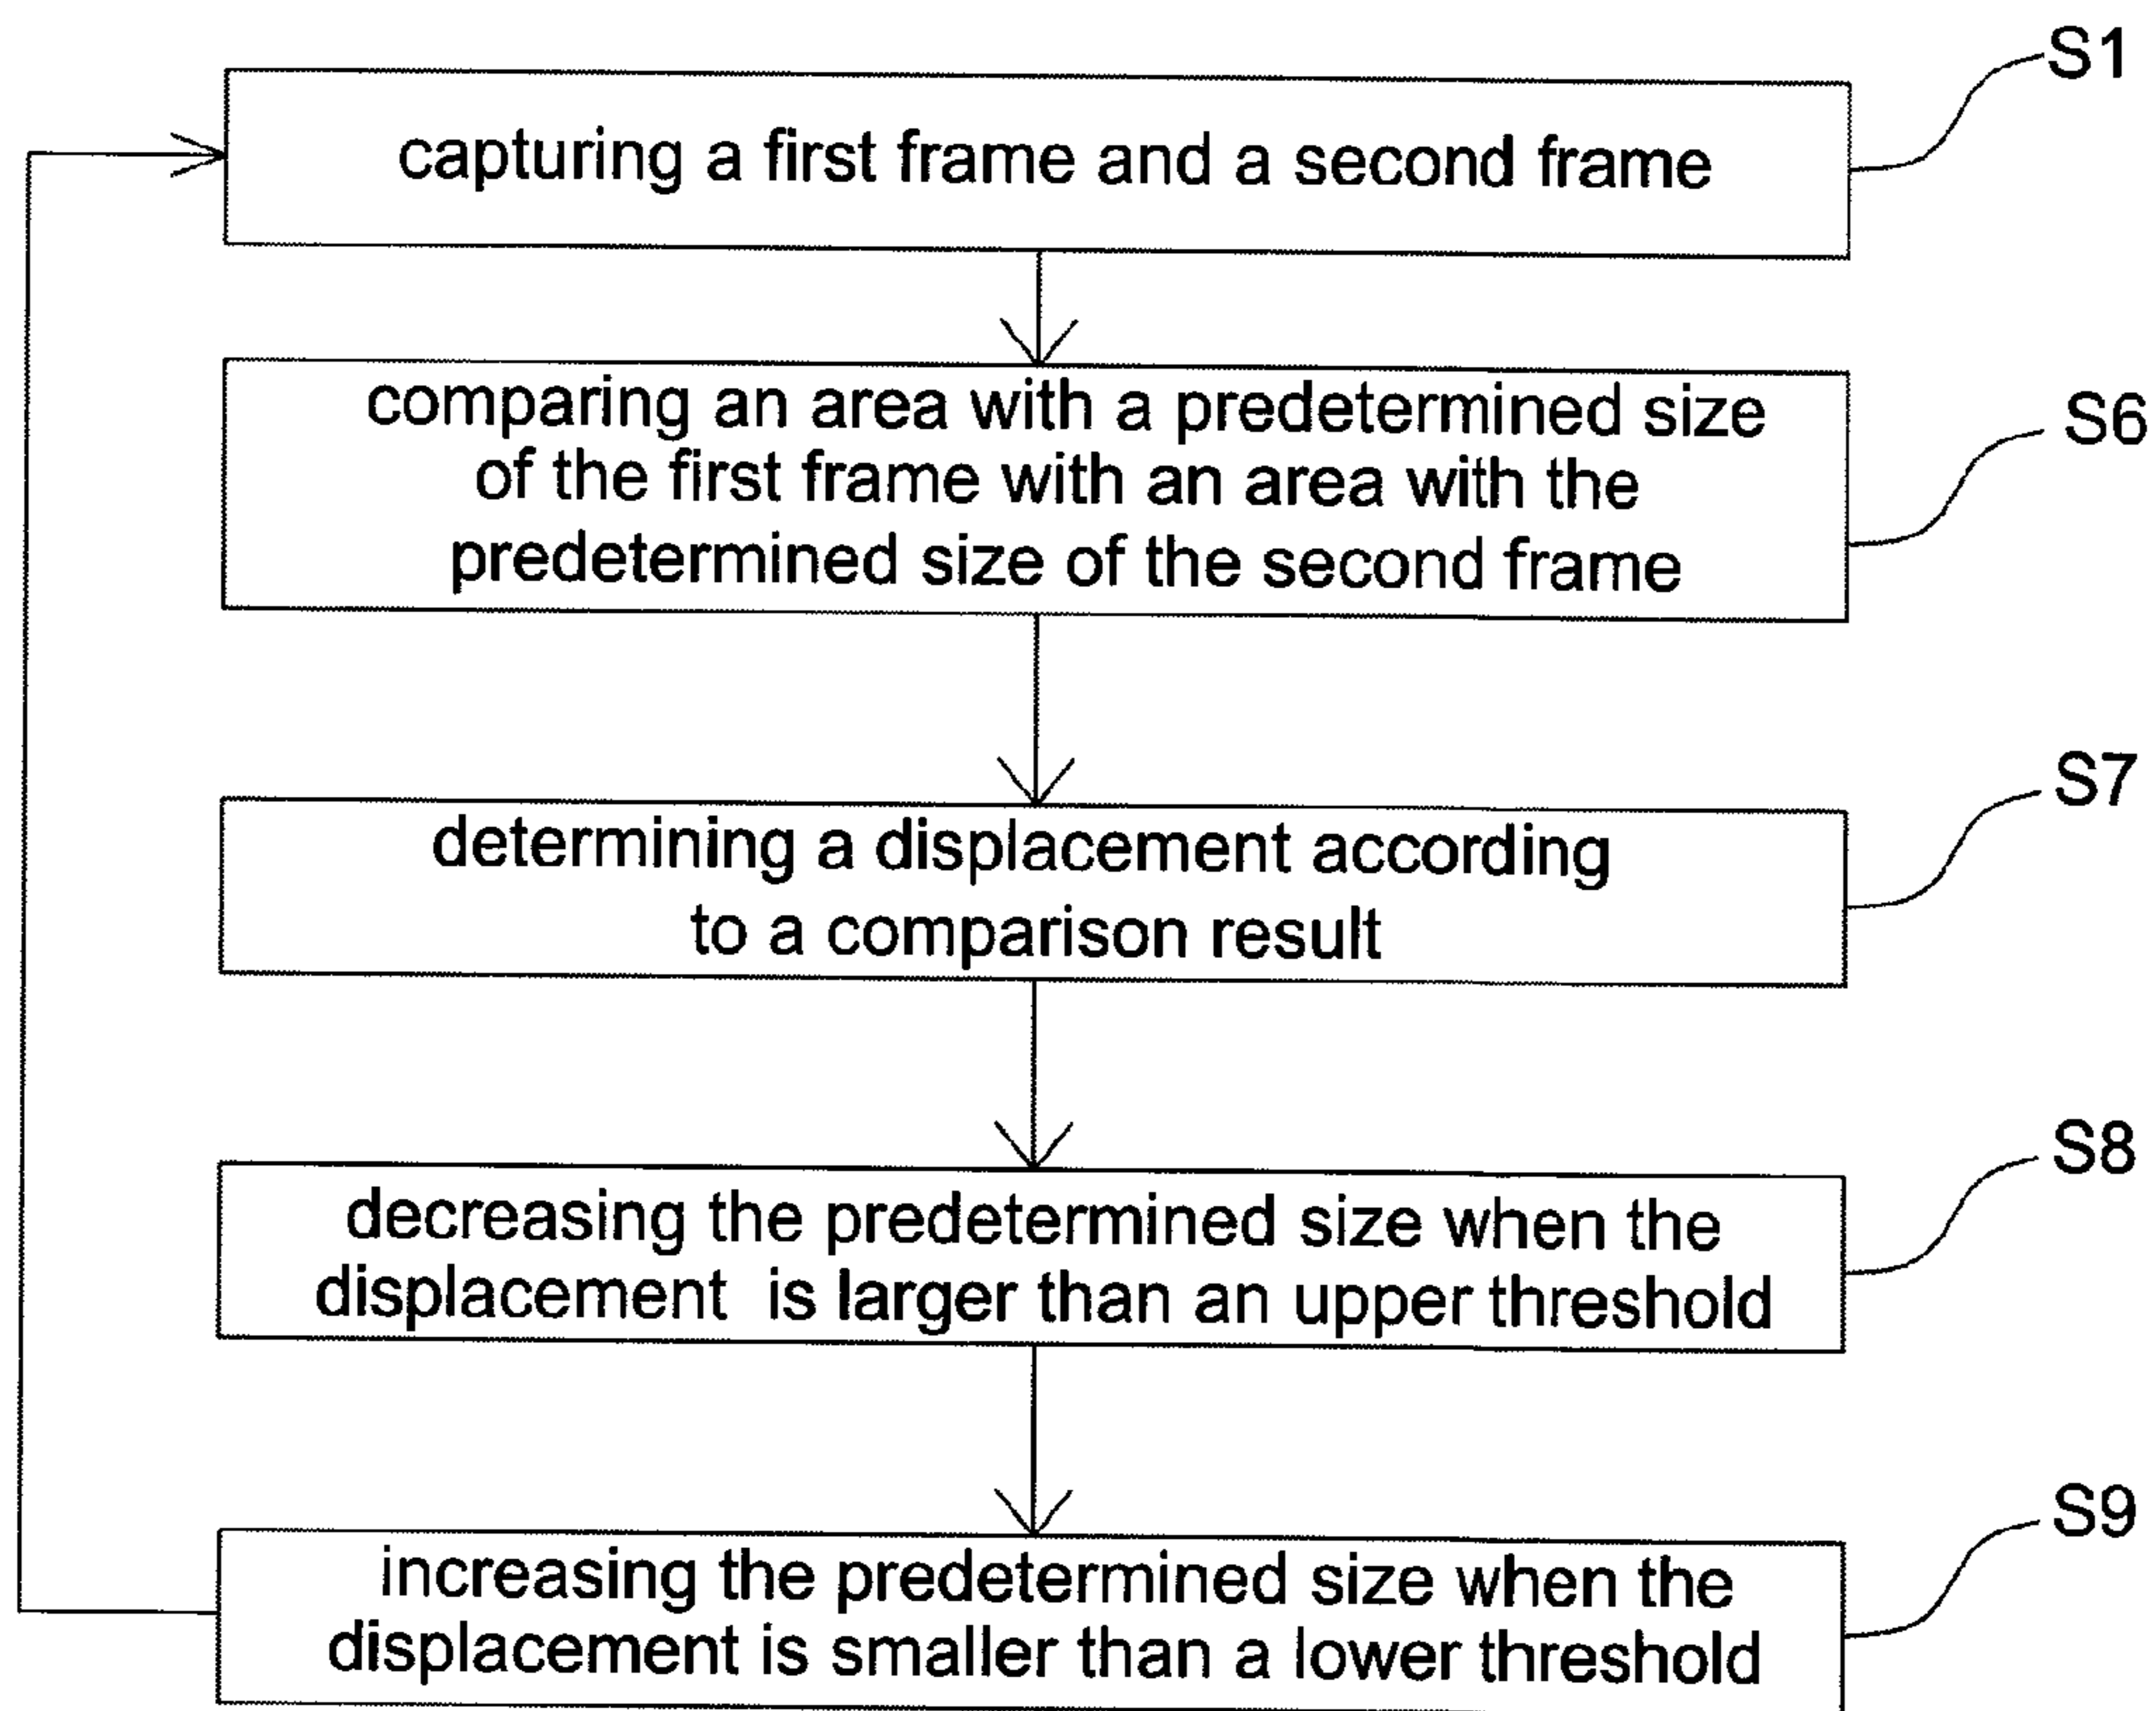 S1
capturing a first frame and a second frame
comparing an area with a predetermined size
of the first frame with an area with the
predetermined size of the second frame
S6
determining a displacement according
to a comparison result
S7
decreasing the predetermined size when the
displacement is larger than an upper threshold
S8
increasing the predetermined size when the
displacement is smaller than a lower threshold
S9